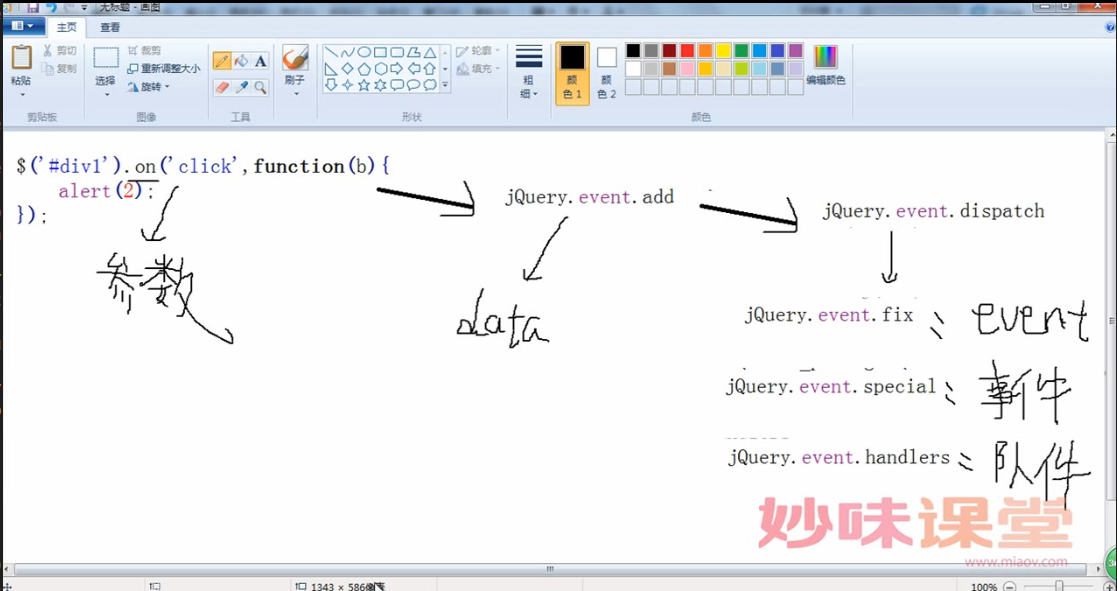 无标题 - 画图
主页 查看
粘贴 剪切 复制 选择 裁剪 重新调整大小 旋转 A 刷子 轮廓 填充 粗细 颜色 1 颜色 2 编辑颜色
剪贴板 图像 工具 形状 颜色
$('#div1').on('click',function(b){
alert(2);
});
jQuery.event.add
jQuery.event.dispatch
参数
data
jQuery.event.fix : event
jQuery.event.special : 事件
jQuery.event.handlers : 队件
妙味课堂
www.miaov.com
1343 × 586像素
100%